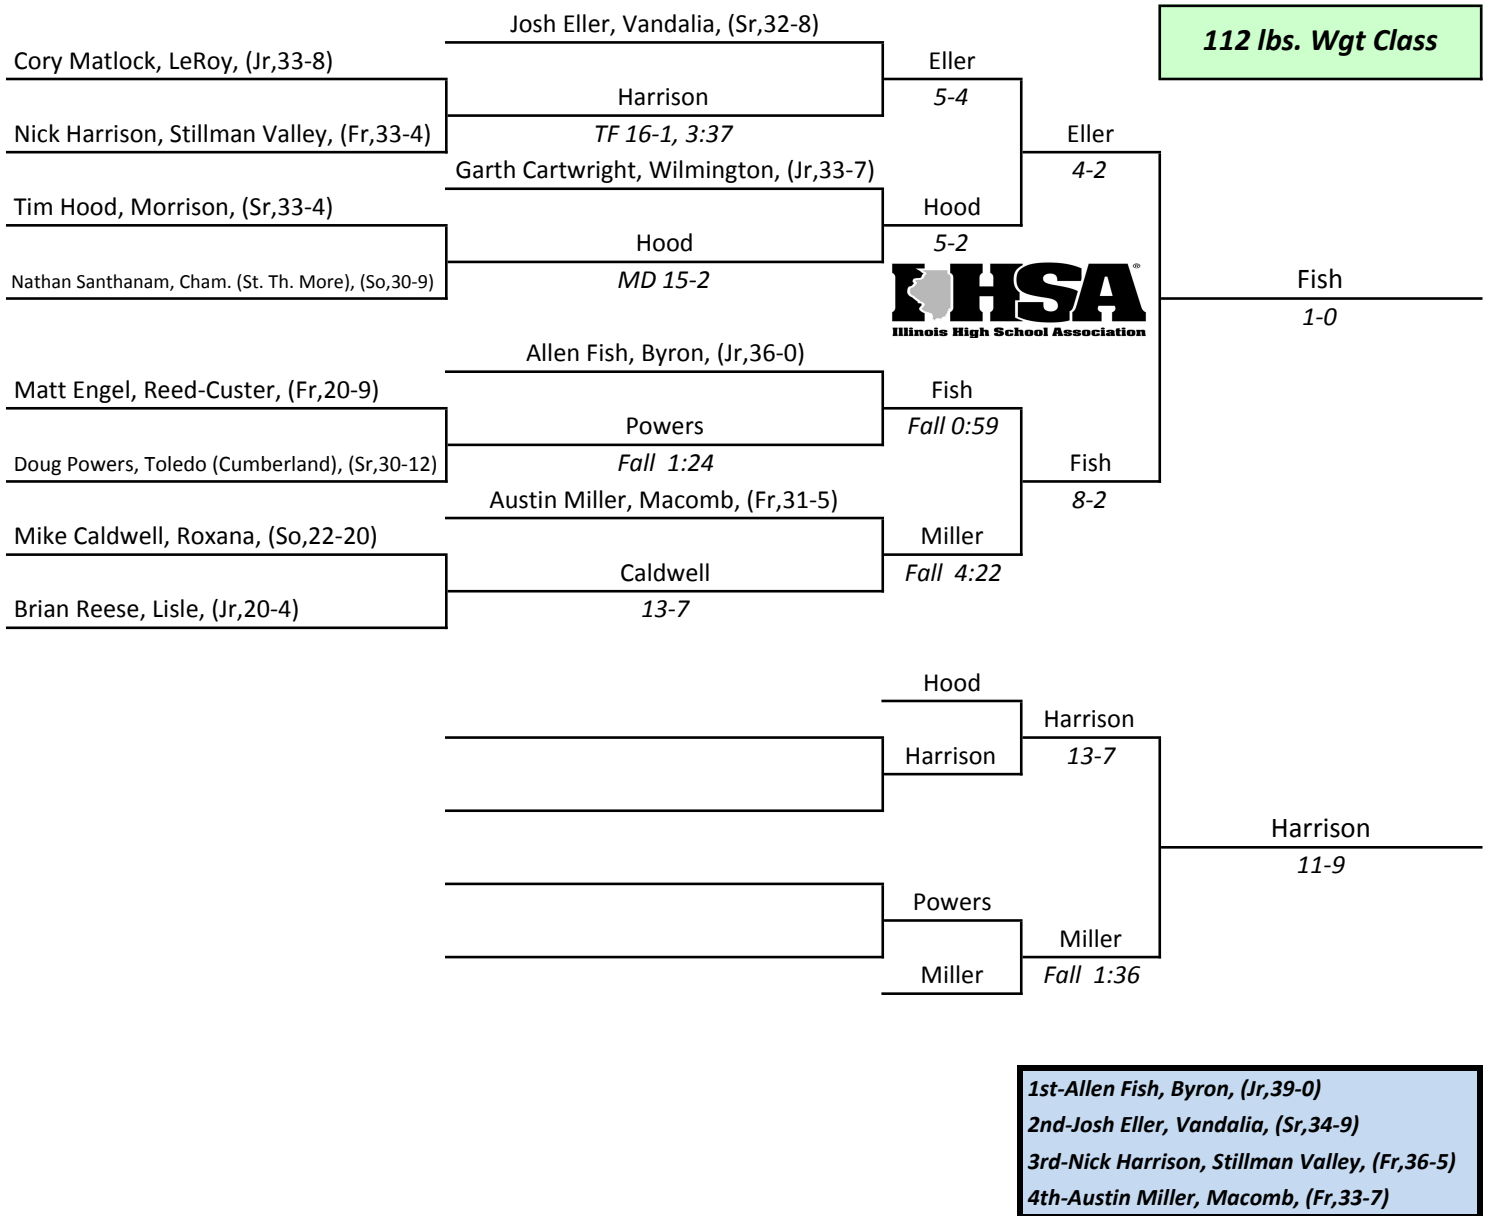 Josh Eller, Vandalia, (Sr,32-8)
112 lbs. Wgt Class
Cory Matlock, LeRoy, (Jr,33-8)
Eller
Harrison
5-4
Nick Harrison, Stillman Valley, (Fr,33-4)
TF 16-1, 3:37
Eller
Garth Cartwright, Wilmington, (Jr,33-7)
4-2
Tim Hood, Morrison, (Sr,33-4)
Hood
Hood
5-2
Nathan Santhanam, Cham. (St. Th. More), (So,30-9)
MD 15-2
IHSA®
Illinois High School Association
Fish
1-0
Allen Fish, Byron, (Jr,36-0)
Matt Engel, Reed-Custer, (Fr,20-9)
Fish
Powers
Fall 0:59
Doug Powers, Toledo (Cumberland), (Sr,30-12)
Fall 1:24
Fish
Austin Miller, Macomb, (Fr,31-5)
8-2
Mike Caldwell, Roxana, (So,22-20)
Miller
Caldwell
Fall 4:22
Brian Reese, Lisle, (Jr,20-4)
13-7
Hood
Harrison
Harrison
13-7
Harrison
11-9
Powers
Miller
Miller
Fall 1:36
1st-Allen Fish, Byron, (Jr,39-0)
2nd-Josh Eller, Vandalia, (Sr,34-9)
3rd-Nick Harrison, Stillman Valley, (Fr,36-5)
4th-Austin Miller, Macomb, (Fr,33-7)